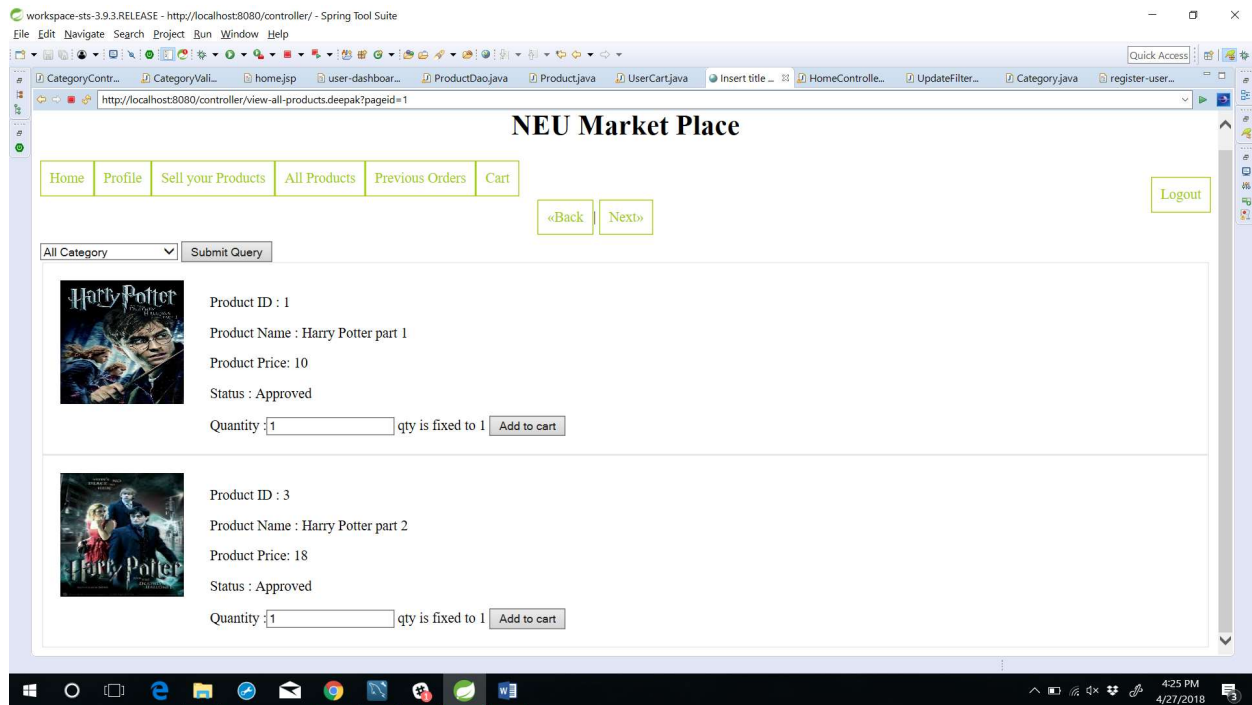 workspace-sts-3.9.3.RELEASE - http://localhost:8080/controller/ - Spring Tool Suite
File Edit Navigate Search Project Run Window Help
Quick Access
CategoryContr... CategoryVali... home.jsp user-dashboar... ProductDao.java Product.java UserCart.java Insert title ... HomeControlle... UpdateFilter... Category.java register-user...
http://localhost:8080/controller/view-all-products.deepak?pageid=1
NEU Market Place
Home Profile Sell your Products All Products Previous Orders Cart
Logout
«Back | Next»
All Category Submit Query
Harry Potter
Product ID : 1
Product Name : Harry Potter part 1
Product Price: 10
Status : Approved
Quantity :1 qty is fixed to 1 Add to cart
Harry Potter
Product ID : 3
Product Name : Harry Potter part 2
Product Price: 18
Status : Approved
Quantity :1 qty is fixed to 1 Add to cart
4:25 PM
4/27/2018
3